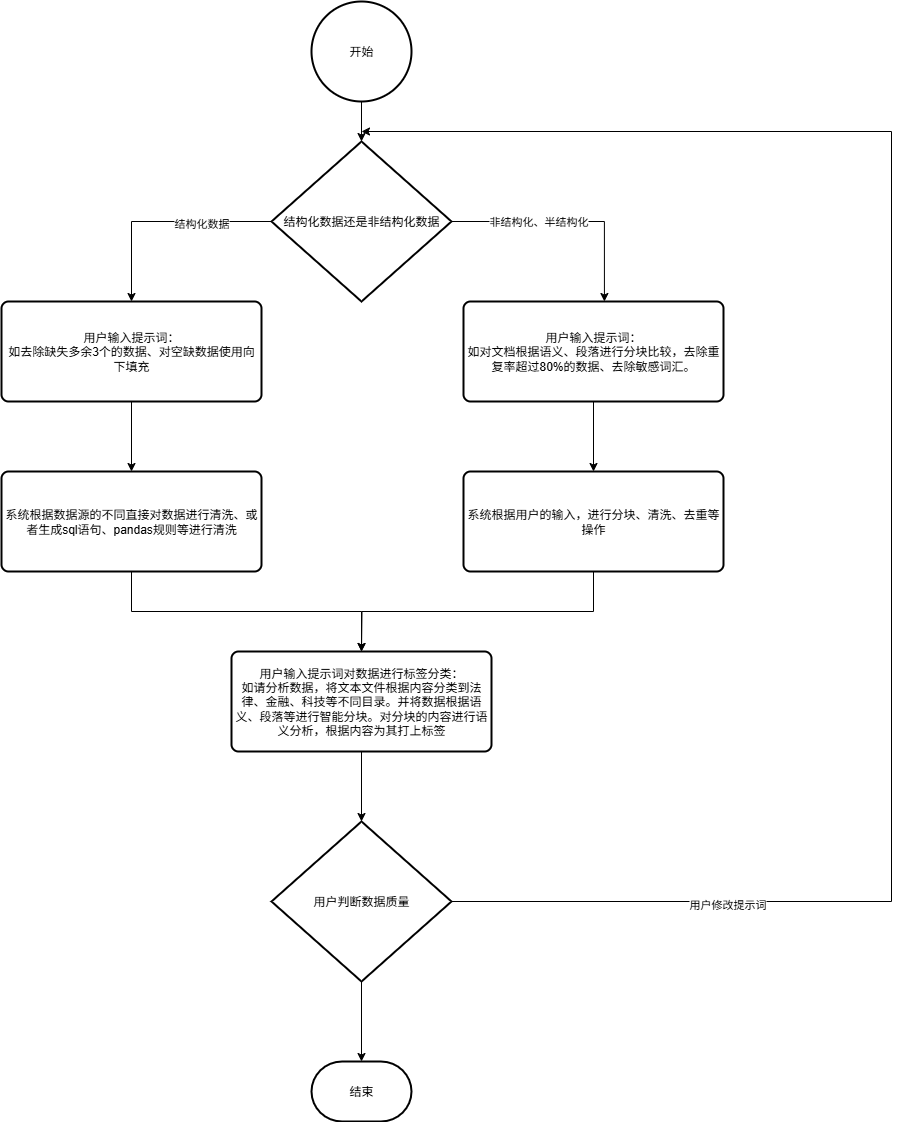 开始
结构化数据还是非结构化数据
结构化数据
非结构化、半结构化
用户输入提示词：
如去除缺失多余3个的数据、对空缺数据使用向
下填充
用户输入提示词：
如对文档根据语义、段落进行分块比较，去除重
复率超过80%的数据、去除敏感词汇。
系统根据数据源的不同直接对数据进行清洗、或
者生成sql语句、pandas规则等进行清洗
系统根据用户的输入，进行分块、清洗、去重等
操作
用户输入提示词对数据进行标签分类：
如请分析数据，将文本文件根据内容分类到法
律、金融、科技等不同目录。并将数据根据语
义、段落等进行智能分块。对分块的内容进行语
义分析，根据内容为其打上标签
用户判断数据质量
用户修改提示词
结束